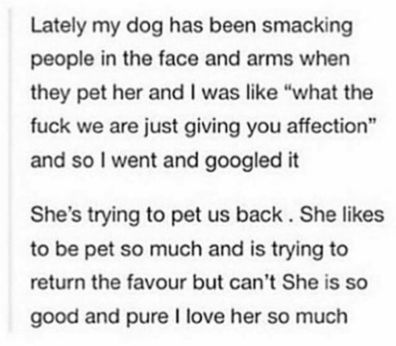 Lately my dog has been smacking
people in the face and arms when
they pet her and I was like “what the
fuck we are just giving you affection”
and so I went and googled it
She’s trying to pet us back . She likes
to be pet so much and is trying to
return the favour but can’t She is so
good and pure I love her so much